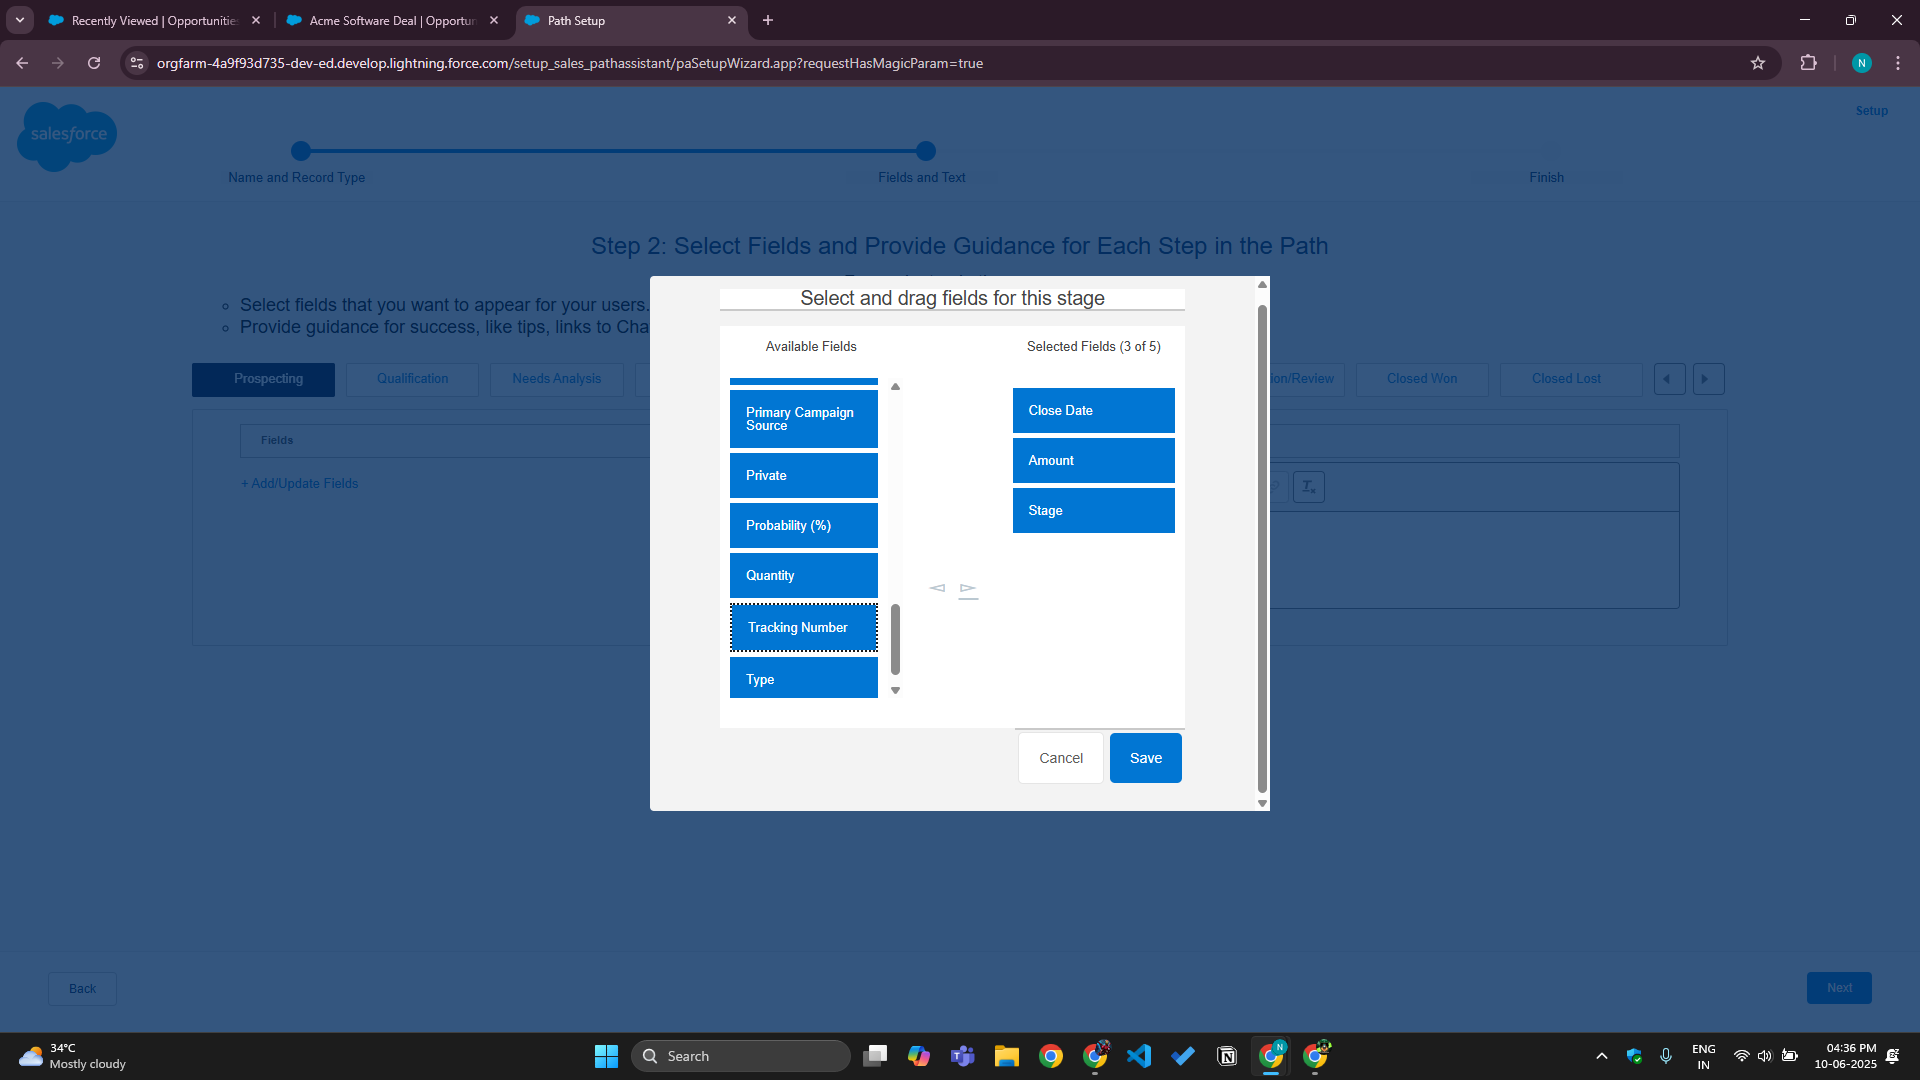 Recently Viewed | Opportunities
Acme Software Deal | Opportun
Path Setup
orgfarm-4a9f93d735-dev-ed.develop.lightning.force.com/setup_sales_pathassistant/paSetupWizard.app?requestHasMagicParam=true
N
salesforce
Setup
Name and Record Type
Fields and Text
Finish
Step 2: Select Fields and Provide Guidance for Each Step in the Path
Select fields that you want to appear for your users.
Provide guidance for success, like tips, links to Cha
Prospecting
Qualification
Needs Analysis
ion/Review
Closed Won
Closed Lost
Fields
+ Add/Update Fields
Select and drag fields for this stage
Available Fields
Selected Fields (3 of 5)
Primary Campaign
Source
Private
Probability (%)
Quantity
Tracking Number
Type
Close Date
Amount
Stage
Cancel
Save
Back
Next
34°C
Mostly cloudy
Search
N
ENG
IN
04:36 PM
10-06-2025